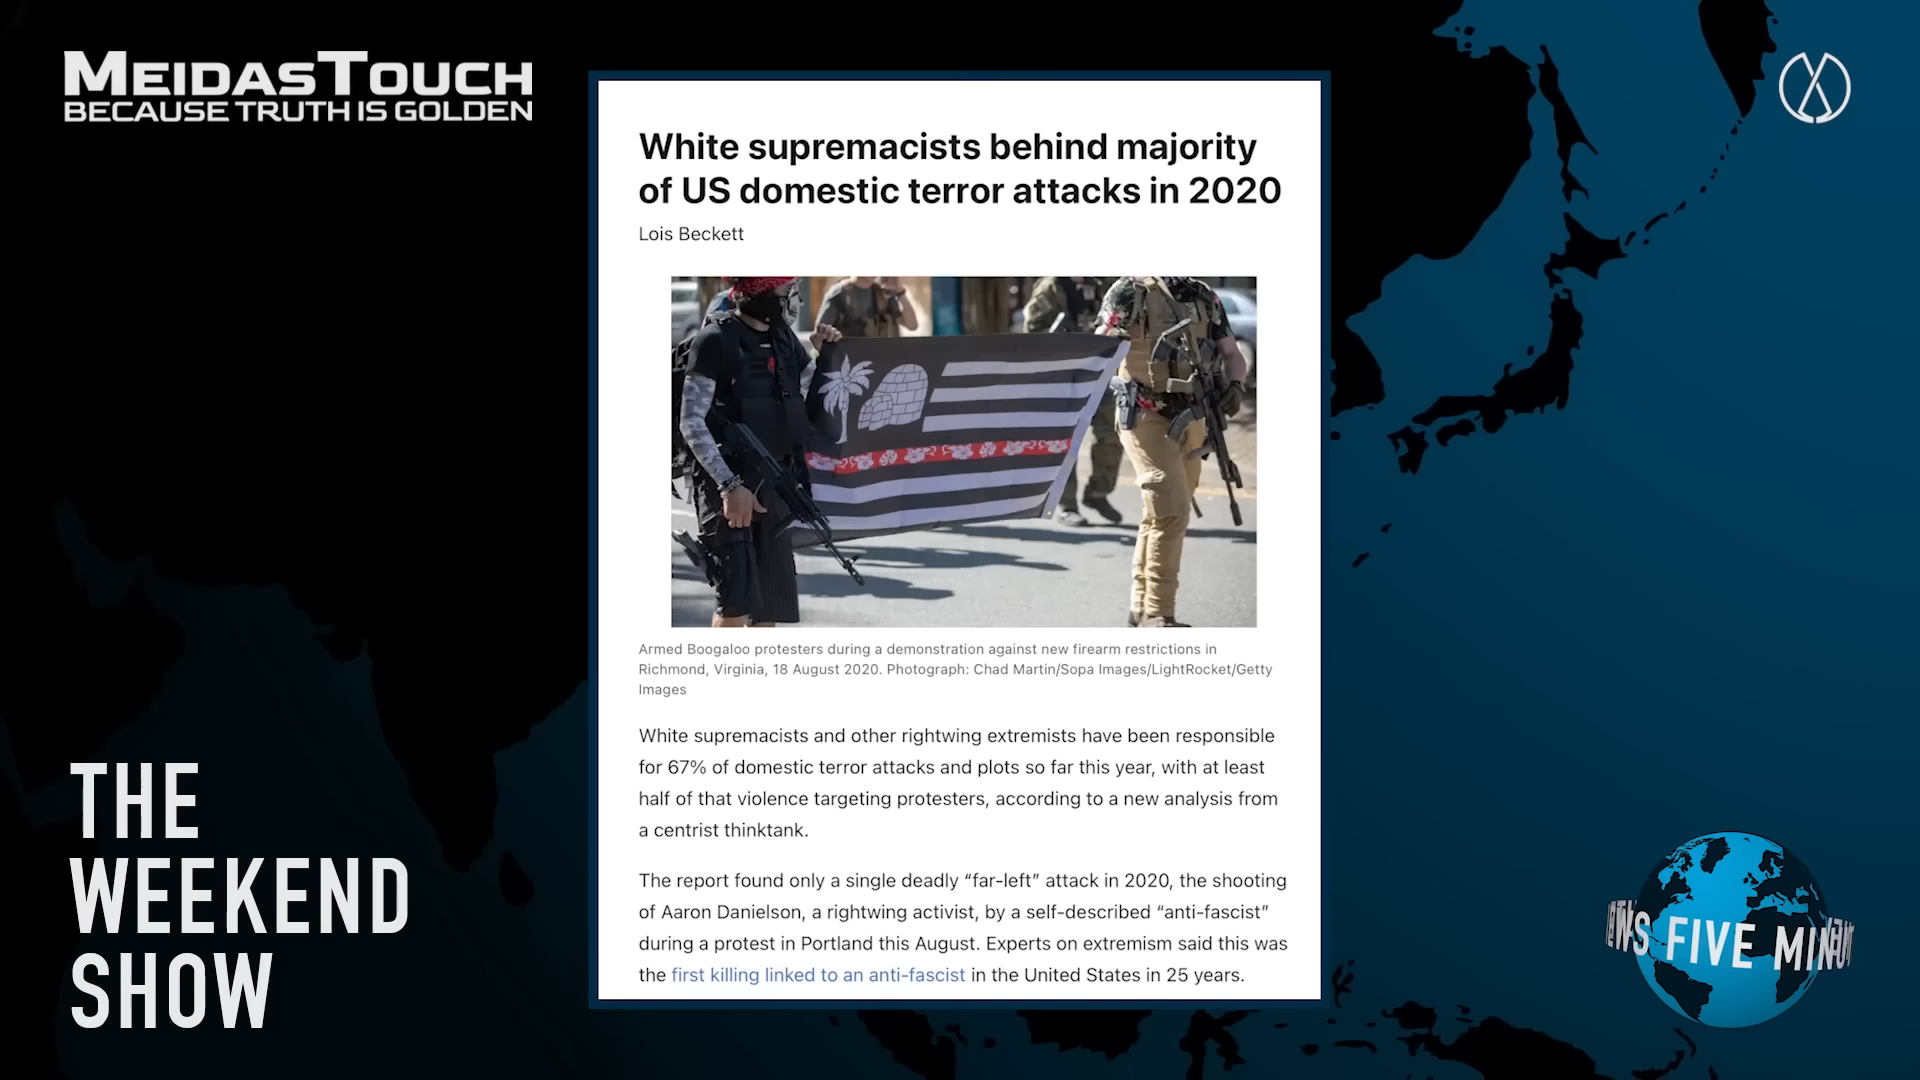 MEIDASTOUCH
BECAUSE TRUTH IS GOLDEN
White supremacists behind majority
of US domestic terror attacks in 2020
Lois Beckett
Armed Boogaloo protesters during a demonstration against new firearm restrictions in
Richmond, Virginia, 18 August 2020. Photograph: Chad Martin/Sopa Images/LightRocket/Getty
Images
White supremacists and other rightwing extremists have been responsible
for 67% of domestic terror attacks and plots so far this year, with at least
half of that violence targeting protesters, according to a new analysis from
a centrist thinktank.
The report found only a single deadly “far-left” attack in 2020, the shooting
of Aaron Danielson, a rightwing activist, by a self-described “anti-fascist”
during a protest in Portland this August. Experts on extremism said this was
the first killing linked to an anti-fascist in the United States in 25 years.
THE
WEEKEND
SHOW
FIVE